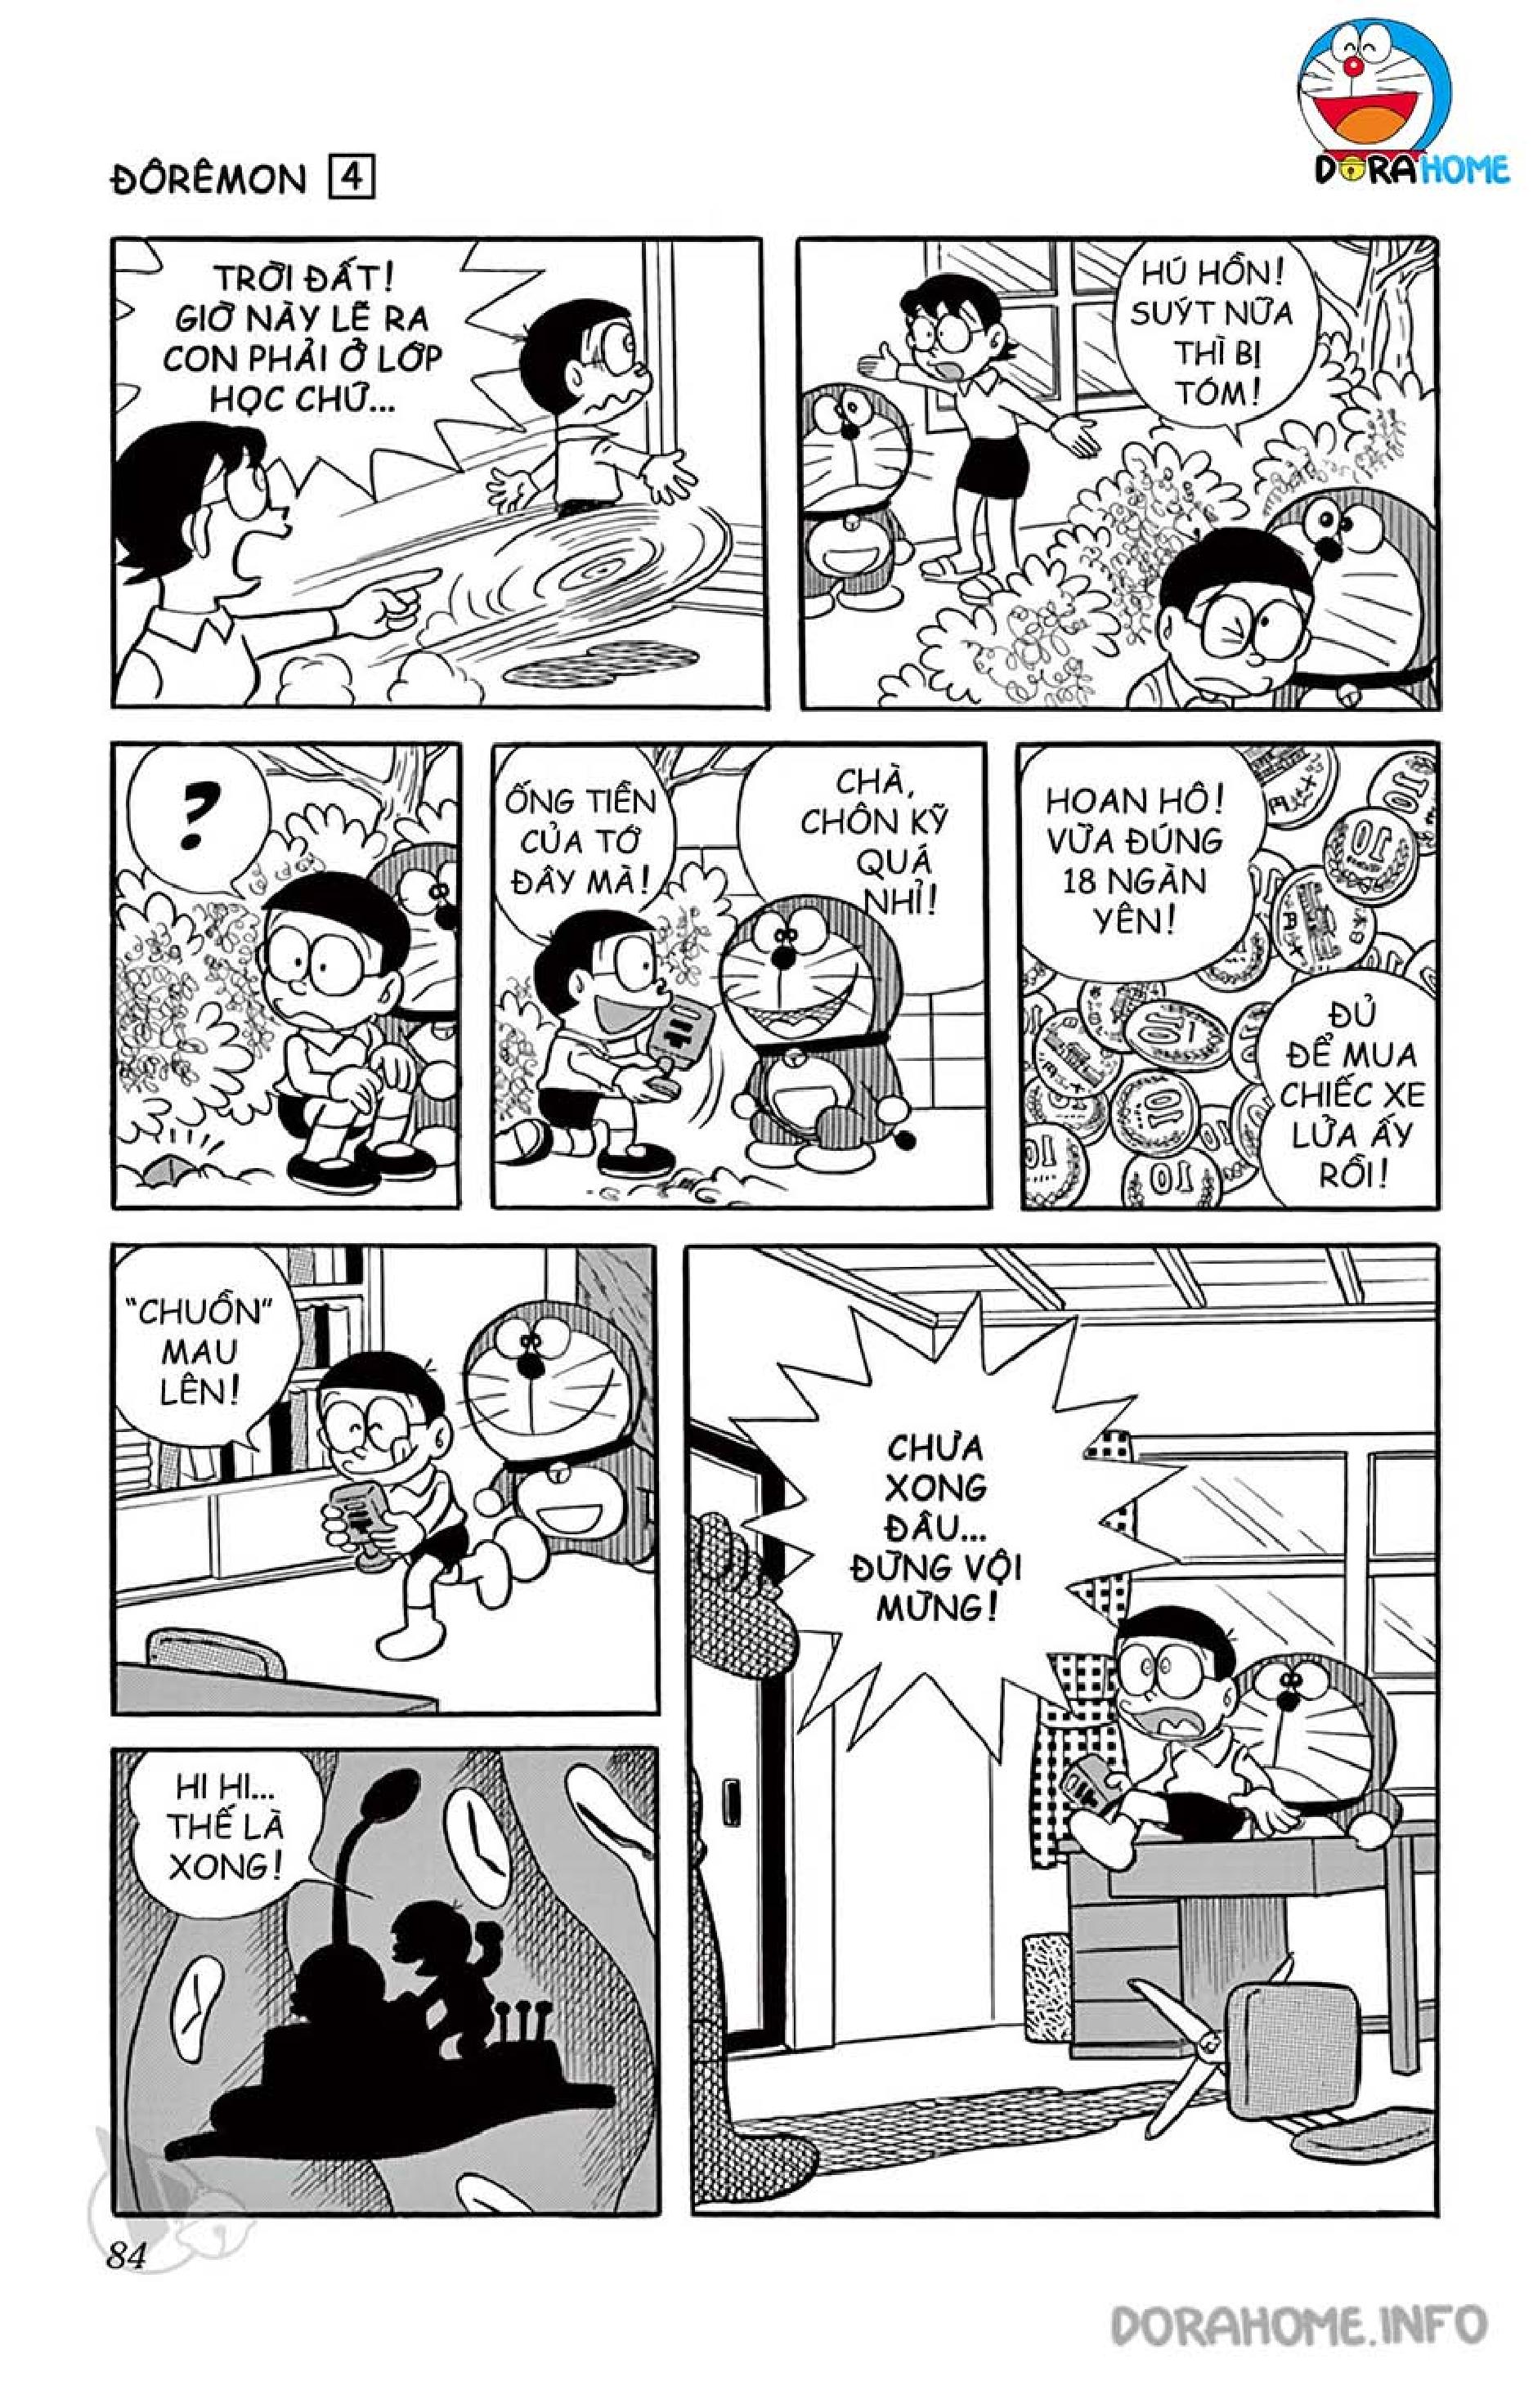 DORAHOME
ĐÔRÊMON 4
TRỜI ĐẤT!
GIỜ NÀY LẼ RA
CON PHẢI Ở LỚP
HỌC CHỨ...
HÚ HỒN!
SUÝT NỮA
THÌ BỊ
TÓM!
?
ỐNG TIỀN
CỦA TỚ
ĐÂY MÀ!
CHÀ,
CHÔN KỸ
QUÁ
NHỈ!
HOAN HÔ!
VỪA ĐÚNG
18 NGÀN
YÊN!
ĐỦ
ĐỂ MUA
CHIẾC XE
LỬA ẤY
RỒI!
"CHUỒN"
MAU
LÊN!
HI HI...
THẾ LÀ
XONG!
CHƯA
XONG
ĐÂU...
ĐỪNG VỘI
MỪNG!
84
DORAHOME.INFO